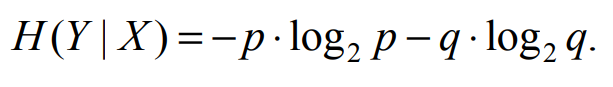 H(Y | X) = −p · log₂ p − q · log₂ q.